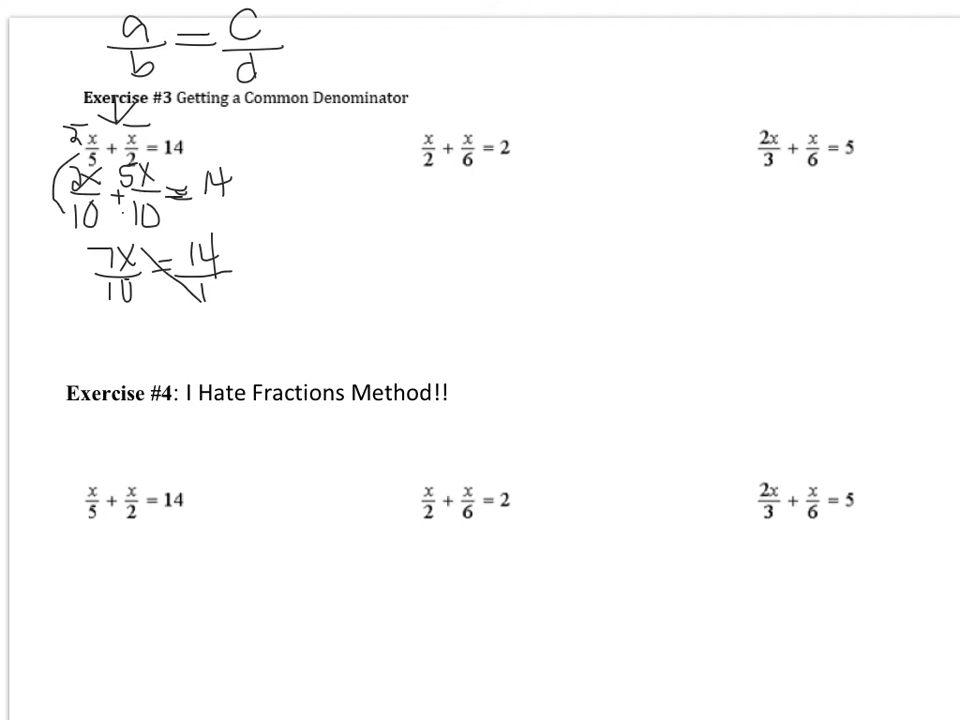 a/b = c/d
Exercise #3 Getting a Common Denominator
2 x/5 + x/2 = 14
x/2 + x/6 = 2
2x/3 + x/6 = 5
2x/10 + 5x/10 = 14
7x/10 = 14/1
Exercise #4: I Hate Fractions Method!!
x/5 + x/2 = 14
x/2 + x/6 = 2
2x/3 + x/6 = 5